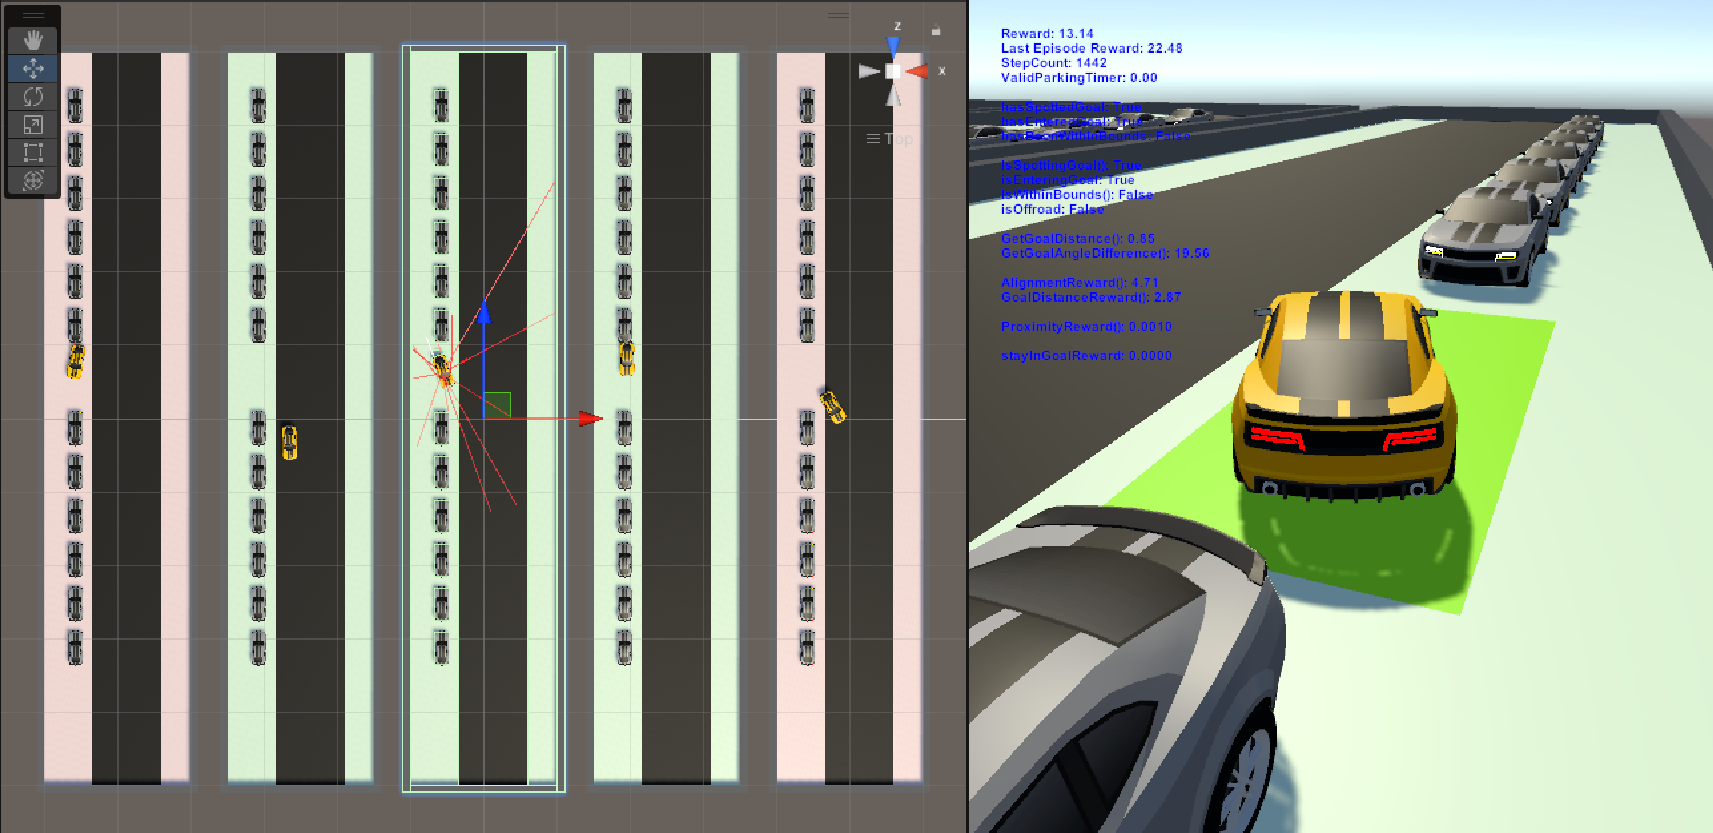 z
x
Top
Reward: 13.14
Last Episode Reward: 22.48
StepCount: 1442
ValidParkingTimer: 0.00
hasSpottedGoal: True
hasEnteredGoal: True
hasBeenWithinBounds: False
isSpottingGoal(): True
isEnteringGoal: True
isWithinBounds(): False
isOffroad: False
GetGoalDistance(): 0.85
GetGoalAngleDifference(): 19.56
AlignmentReward(): 4.71
GoalDistanceReward(): 2.87
ProximityReward(): 0.0010
stayInGoalReward: 0.0000